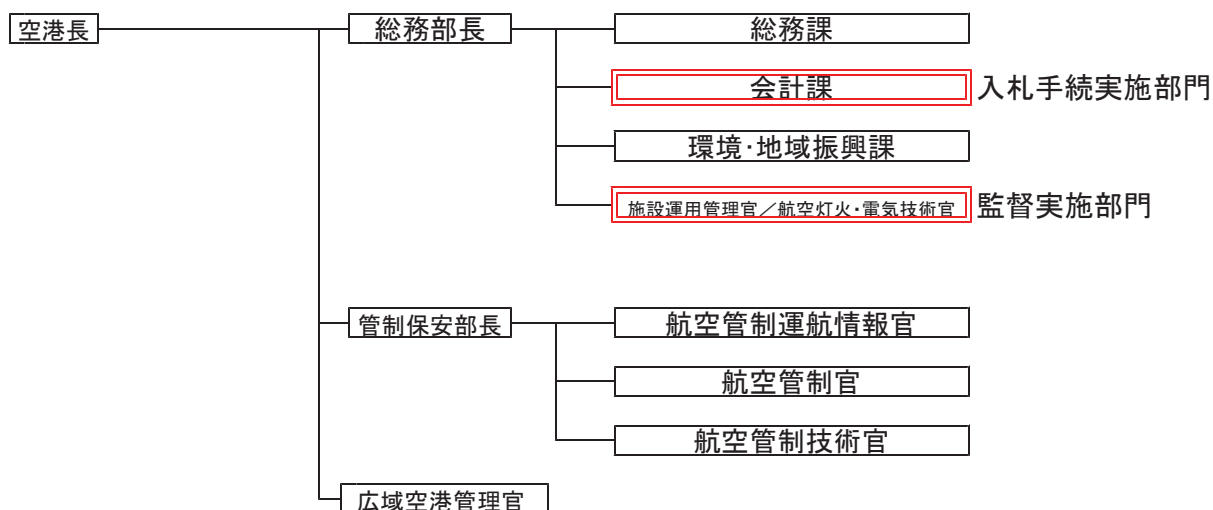 空港長
総務部長
総務課
会計課
入札手続実施部門
環境・地域振興課
施設運用管理官／航空灯火・電気技術官
監督実施部門
管制保安部長
航空管制運航情報官
航空管制官
航空管制技術官
広域空港管理官